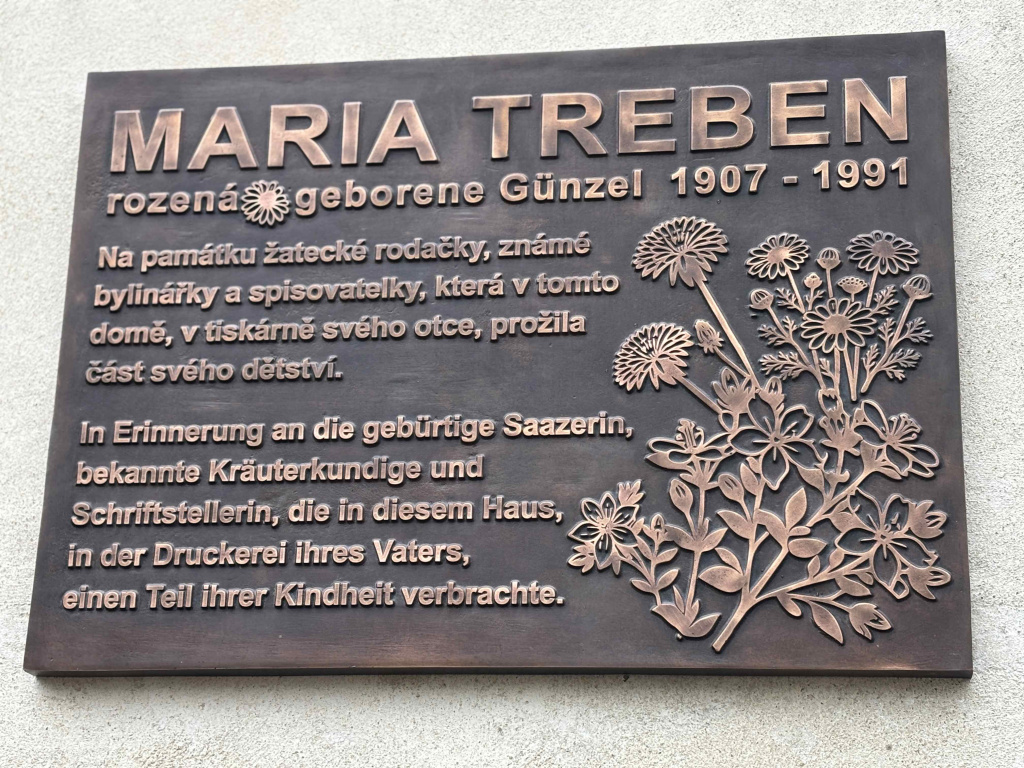 MARIA TREBEN
rozená geborene Günzel 1907 - 1991
Na památku žatecké rodačky, známé
bylinářky a spisovatelky, která v tomto
domě, v tiskárně svého otce, prožila
část svého dětství.
In Erinnerung an die gebürtige Saazerin,
bekannte Kräuterkundige und
Schriftstellerin, die in diesem Haus,
in der Druckerei ihres Vaters,
einen Teil ihrer Kindheit verbrachte.